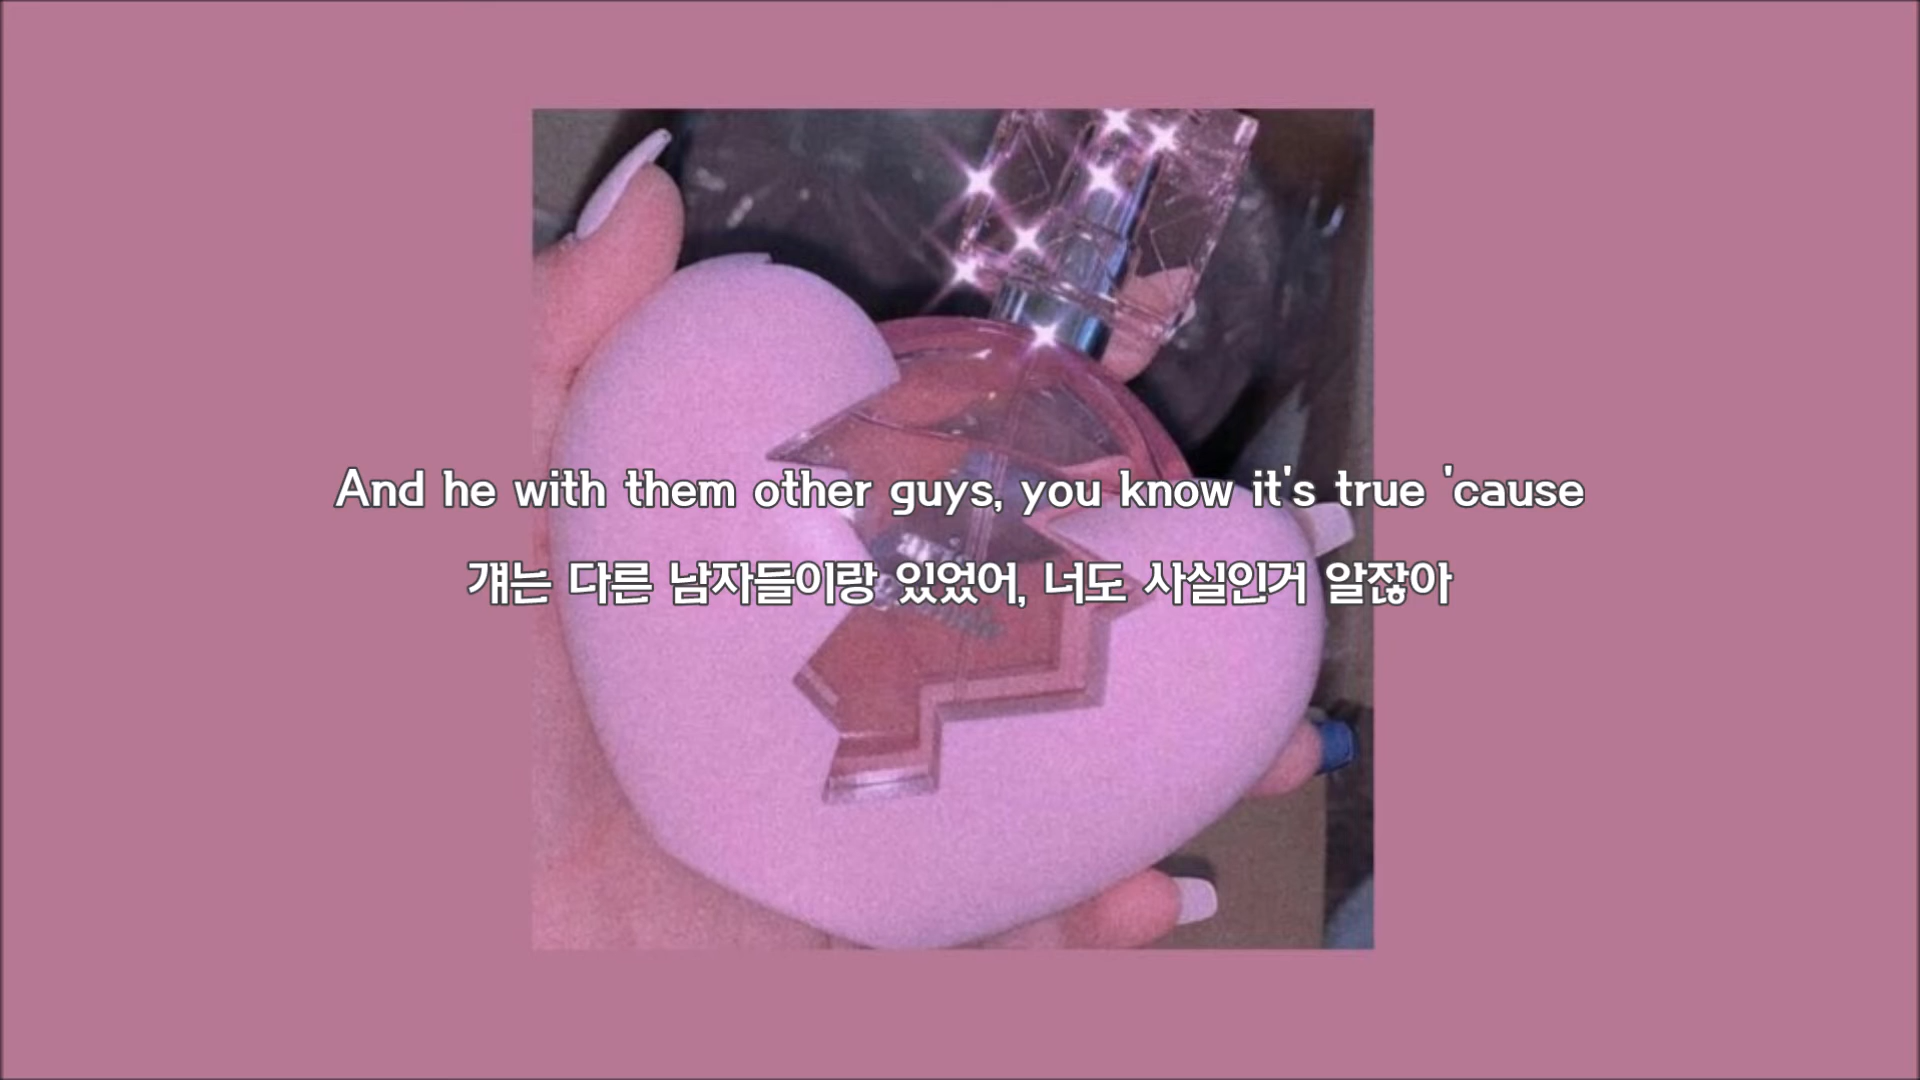 And he with them other guys, you know it's true 'cause
걔는 다른 남자들이랑 있었어, 너도 사실인거 알잖아